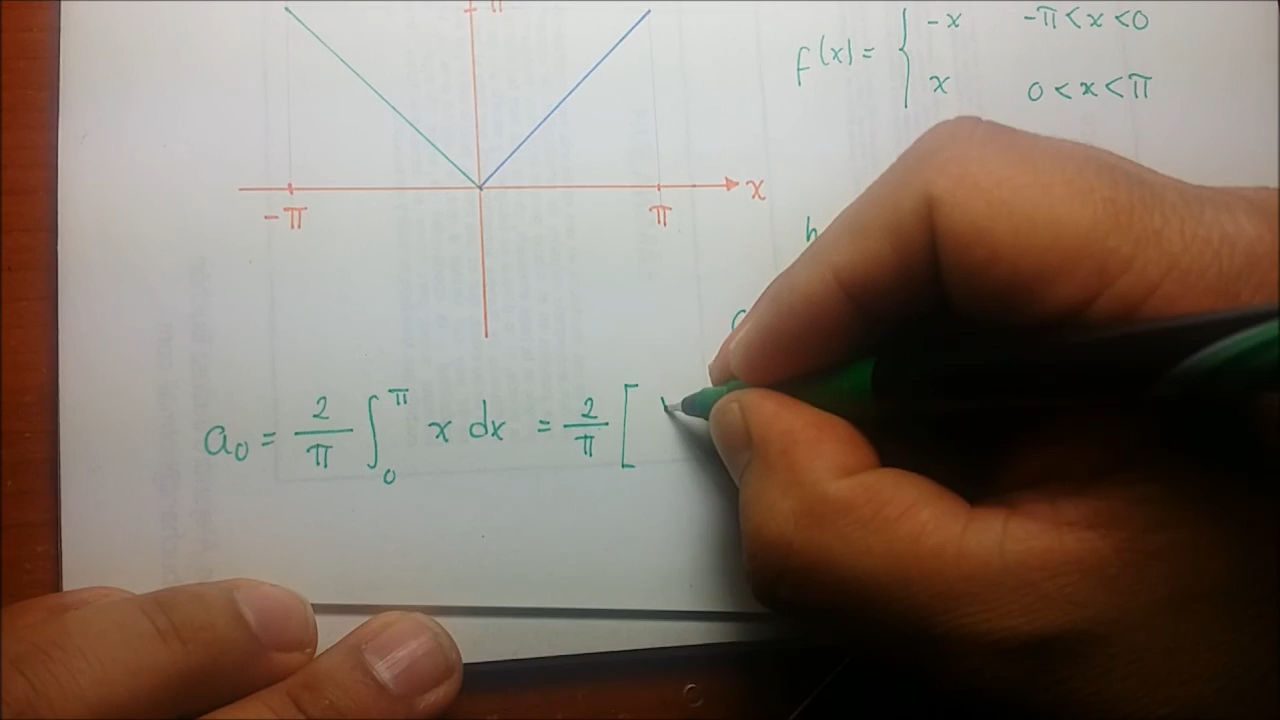 π
f(x) = { -x -π < x < 0
x 0 < x < π
x
-π π
a₀ = 2/π ∫₀^π x dx = 2/π [